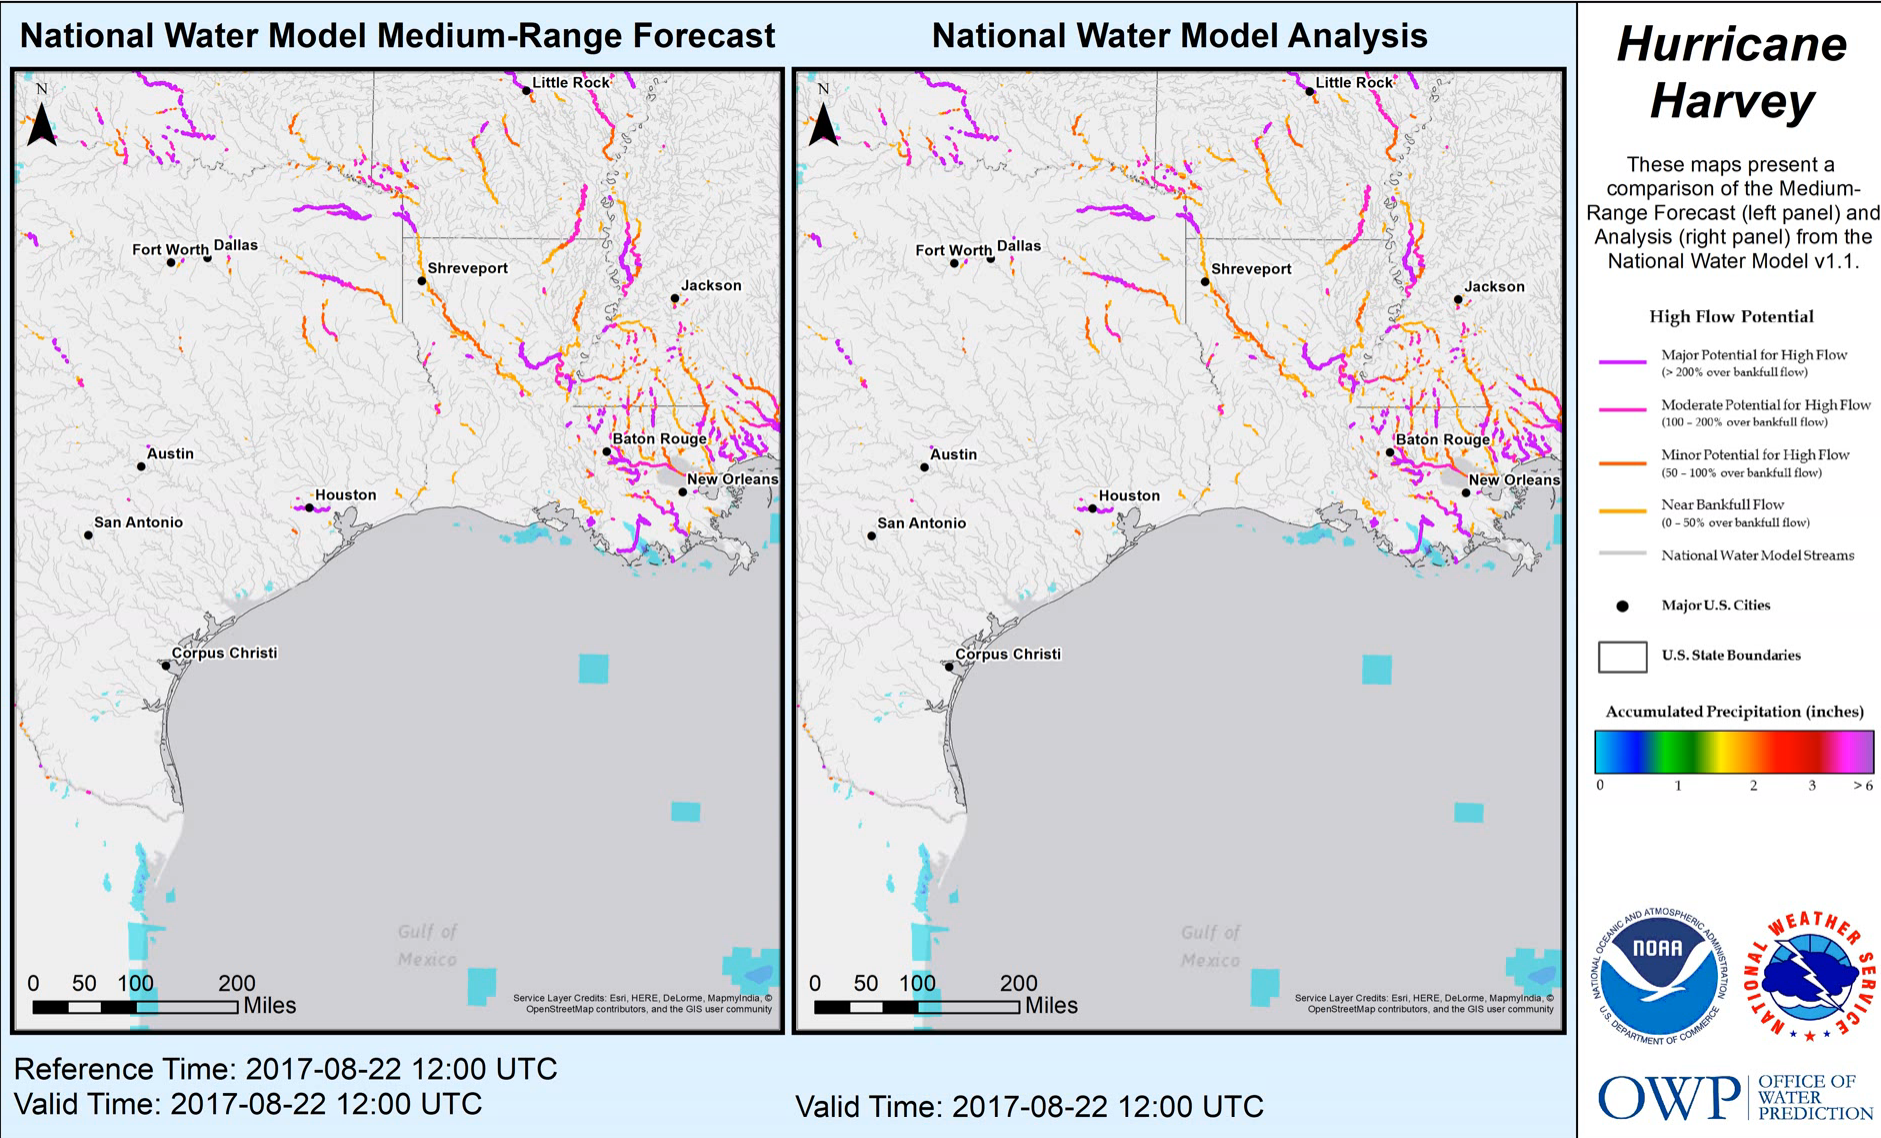 National Water Model Medium-Range Forecast
N
Little Rock
Fort Worth
Dallas
Shreveport
Jackson
Baton Rouge
Austin
New Orleans
Houston
San Antonio
Corpus Christi
Gulf of
Mexico
0 50 100 200
Miles
Service Layer Credits: Esri, HERE, DeLorme, MapmyIndia, ©
OpenStreetMap contributors, and the GIS user community
Reference Time: 2017-08-22 12:00 UTC
Valid Time: 2017-08-22 12:00 UTC
National Water Model Analysis
N
Little Rock
Fort Worth
Dallas
Shreveport
Jackson
Baton Rouge
Austin
New Orleans
Houston
San Antonio
Corpus Christi
Gulf of
Mexico
0 50 100 200
Miles
Service Layer Credits: Esri, HERE, DeLorme, MapmyIndia, ©
OpenStreetMap contributors, and the GIS user community
Valid Time: 2017-08-22 12:00 UTC
Hurricane
Harvey
These maps present a
comparison of the Medium-
Range Forecast (left panel) and
Analysis (right panel) from the
National Water Model v1.1.
High Flow Potential
Major Potential for High Flow
(> 200% over bankfull flow)
Moderate Potential for High Flow
(100 – 200% over bankfull flow)
Minor Potential for High Flow
(50 – 100% over bankfull flow)
Near Bankfull Flow
(0 – 50% over bankfull flow)
National Water Model Streams
Major U.S. Cities
U.S. State Boundaries
Accumulated Precipitation (inches)
0 1 2 3 > 6
NATIONAL OCEANIC AND ATMOSPHERIC ADMINISTRATION
NOAA
U.S. DEPARTMENT OF COMMERCE
NATIONAL WEATHER SERVICE
OWP
OFFICE OF
WATER
PREDICTION